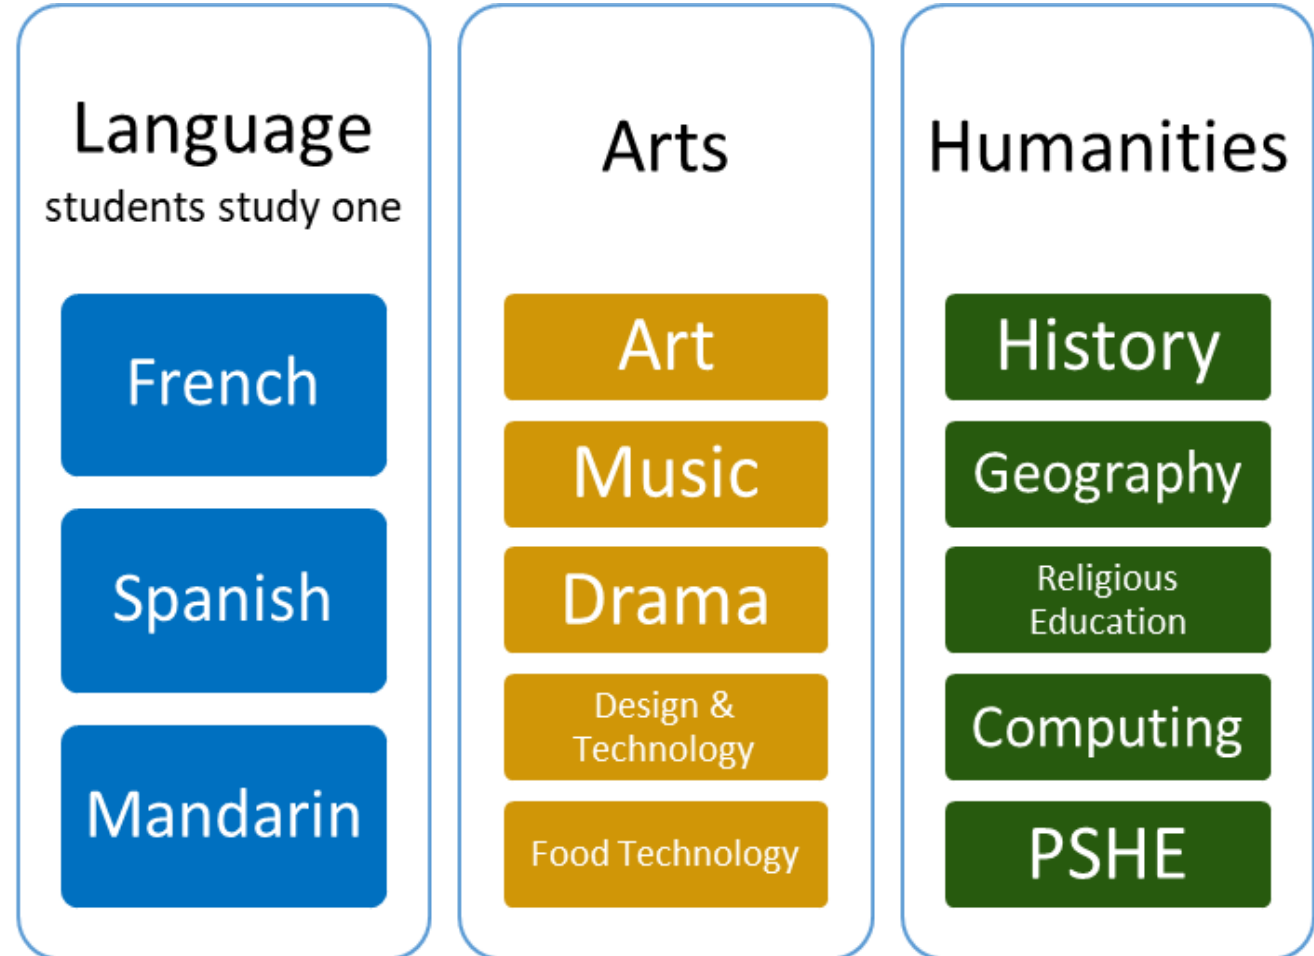 Language
students study one
French
Spanish
Mandarin
Arts
Art
Music
Drama
Design &
Technology
Food Technology
Humanities
History
Geography
Religious
Education
Computing
PSHE